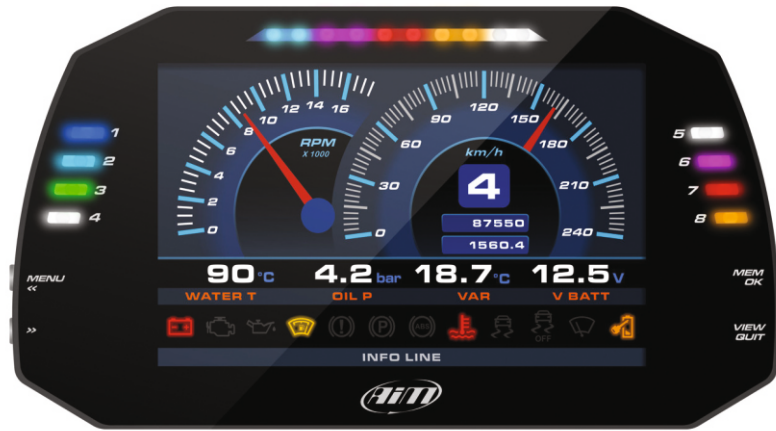 1
2
3
4
5
6
7
8
0
2
4
6
8
10
12
14
16
RPM
X 1000
0
30
60
90
120
150
180
210
240
km/h
4
87550
1560.4
90 °C
4.2 bar
18.7 °C
12.5 V
WATER T
OIL P
VAR
V BATT
MENU
<<
>>
MEM
OK
VIEW
QUIT
(!)
(P)
ABS
OFF
INFO LINE
AiM